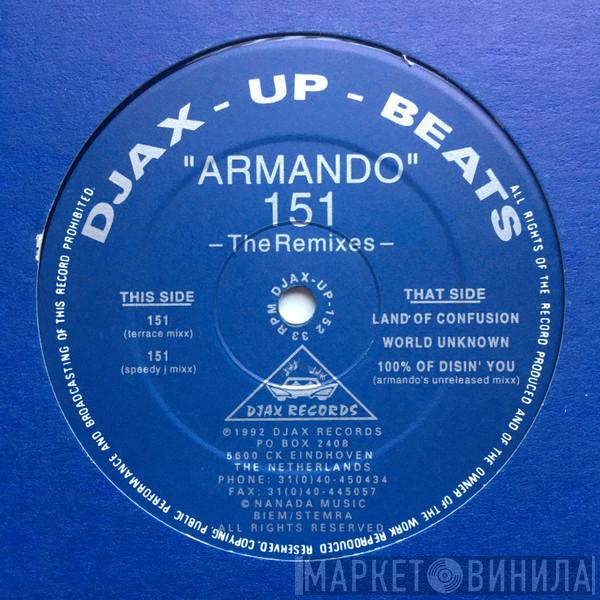 DJAX - UP - BEATS
"ARMANDO"
151
- The Remixes -
33 RPM DJAX-UP-152
THIS SIDE
151
(terrace mixx)
151
(speedy j mixx)
THAT SIDE
LAND OF CONFUSION
WORLD UNKNOWN
100% OF DISIN' YOU
(armando's unreleased mixx)
DJAX RECORDS
℗1992 DJAX RECORDS
PO BOX 2408
5600 CK EINDHOVEN
THE NETHERLANDS
PHONE: 31(0)40-450434
FAX: 31(0)40-445057
© NANADA MUSIC
BIEM/STEMRA
ALL RIGHTS RESERVED
ALL RIGHTS OF THE RECORD PRODUCED AND OF THE OWNER OF THE WORK REPRODUCED RESERVED. COPYING, PUBLIC, PERFORMANCE AND BROADCASTING OF THIS RECORD PROHIBITED.
МАРКЕТ ВИНИЛА